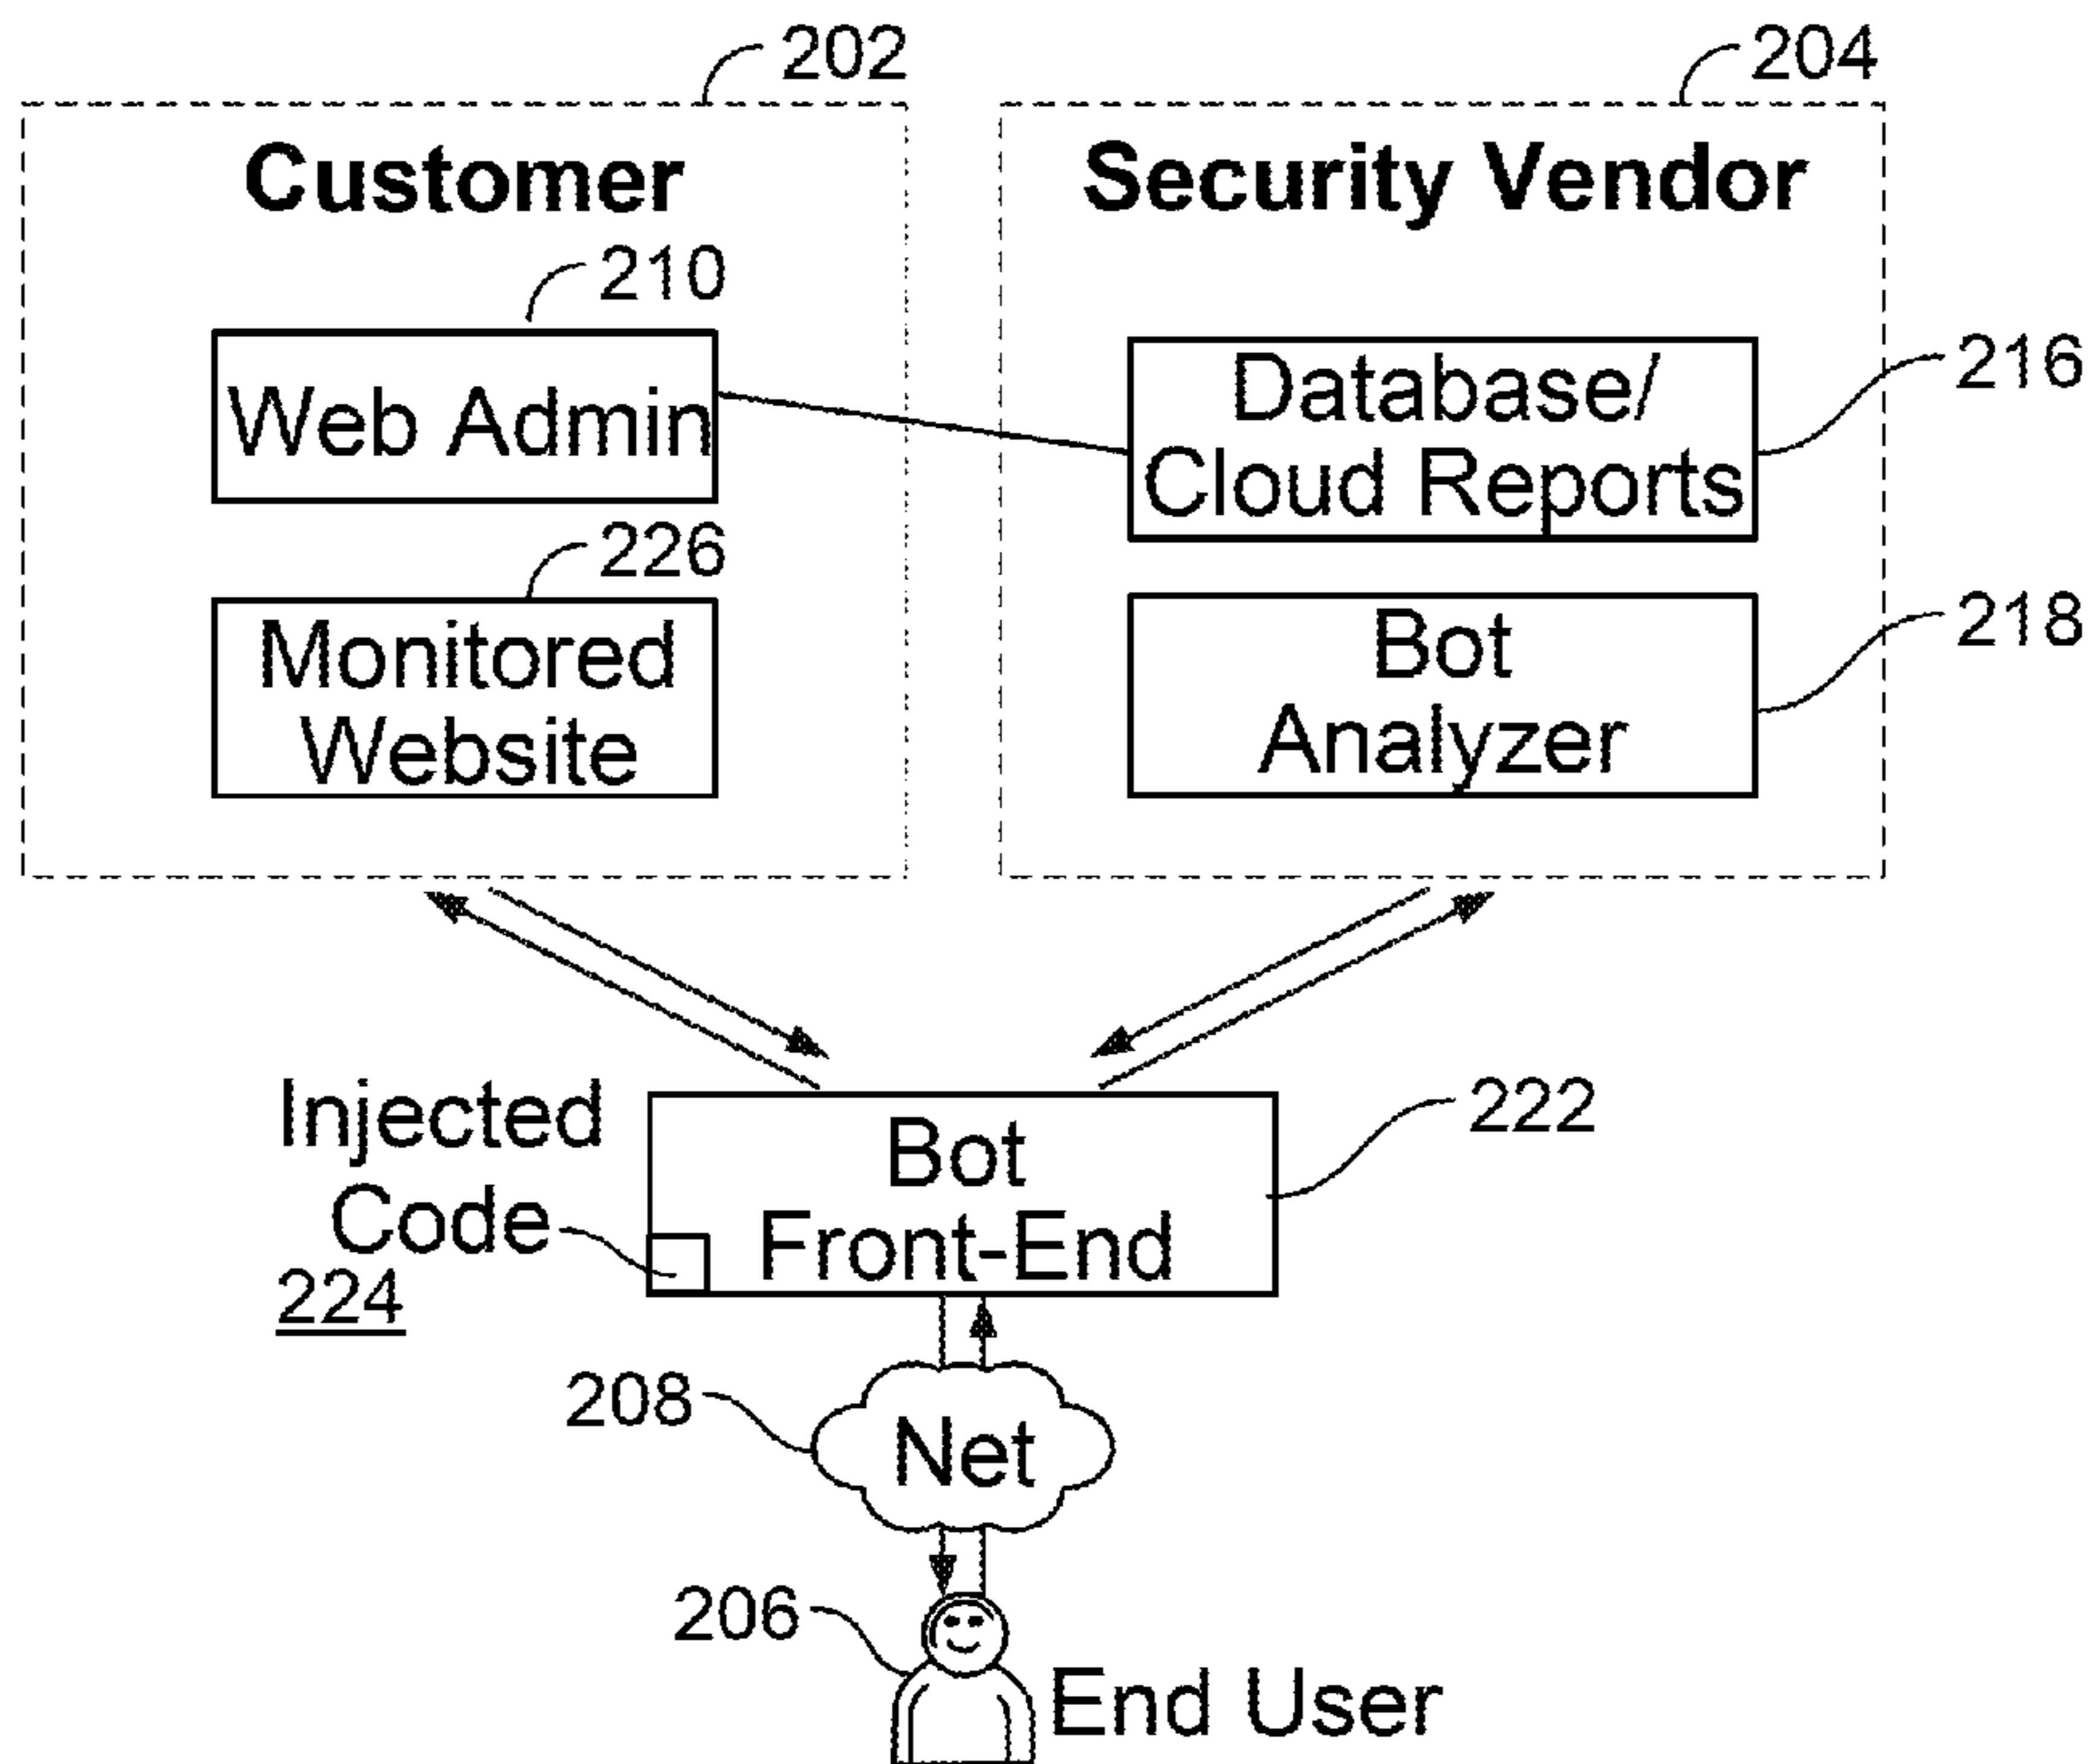 202
204
Customer
Security Vendor
210
Web Admin
Database/
Cloud Reports
216
226
Monitored
Website
Bot
Analyzer
218
Injected
Code
224
Bot
Front-End
222
208
Net
206
End User